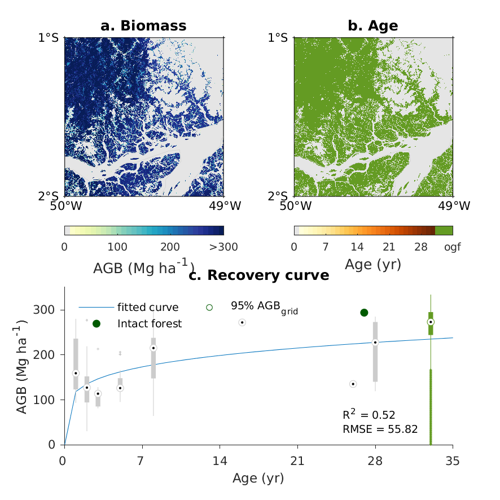 a. Biomass
b. Age
1°S
1°S
2°S
2°S
50°W
49°W
50°W
49°W
0
100
200
>300
0
7
14
21
28
ogf
AGB (Mg ha⁻¹)
Age (yr)
c. Recovery curve
AGB (Mg ha⁻¹)
300
200
100
0
fitted curve
95% AGB_grid
Intact forest
R² = 0.52
RMSE = 55.82
0
7
14
21
28
35
Age (yr)